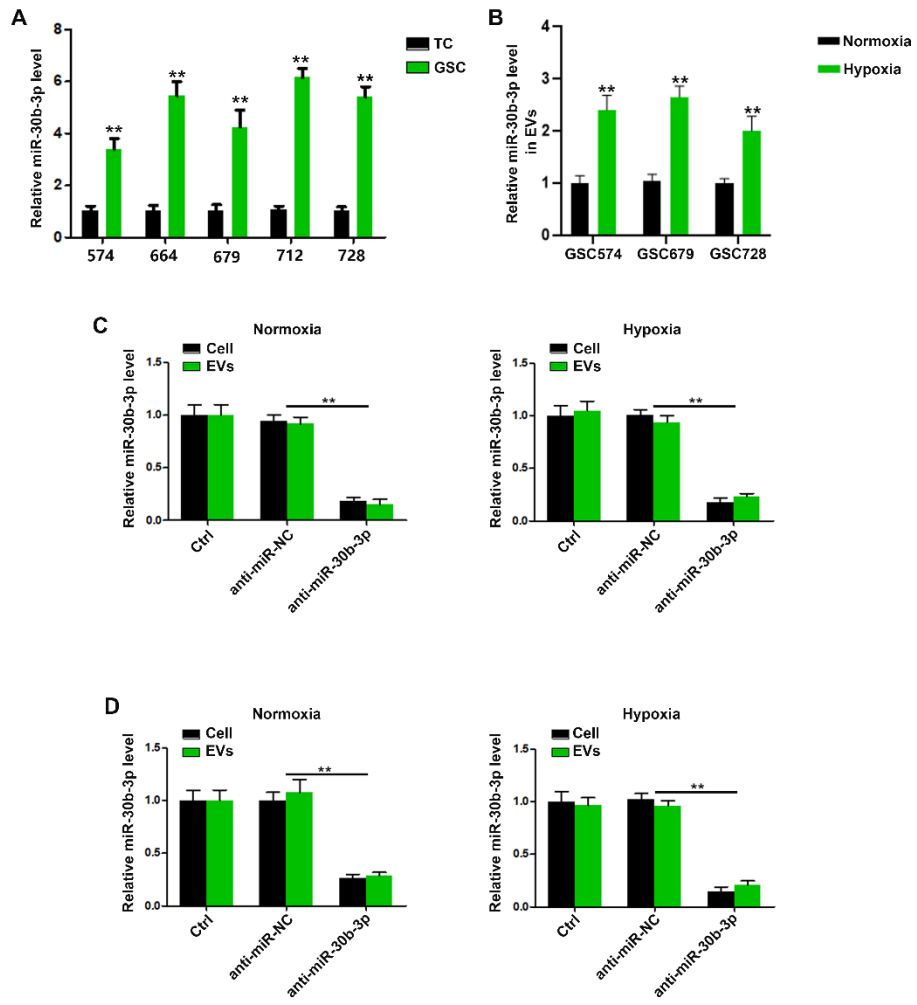 A
Relative miR-30b-3p level
8
6
4
2
0
** ** ** ** **
574 664 679 712 728
TC
GSC
B
Relative miR-30b-3p level
in EVs
4
3
2
1
0
** ** **
GSC574 GSC679 GSC728
Normoxia
Hypoxia
C
Normoxia
Cell
EVs
Relative miR-30b-3p level
1.5
1.0
0.5
0.0
**
Ctrl
anti-miR-NC
anti-miR-30b-3p
Hypoxia
Cell
EVs
Relative miR-30b-3p level
1.5
1.0
0.5
0.0
**
Ctrl
anti-miR-NC
anti-miR-30b-3p
D
Normoxia
Cell
EVs
Relative miR-30b-3p level
1.5
1.0
0.5
0.0
**
Ctrl
anti-miR-NC
anti-miR-30b-3p
Hypoxia
Cell
EVs
Relative miR-30b-3p level
1.5
1.0
0.5
0.0
**
Ctrl
anti-miR-NC
anti-miR-30b-3p